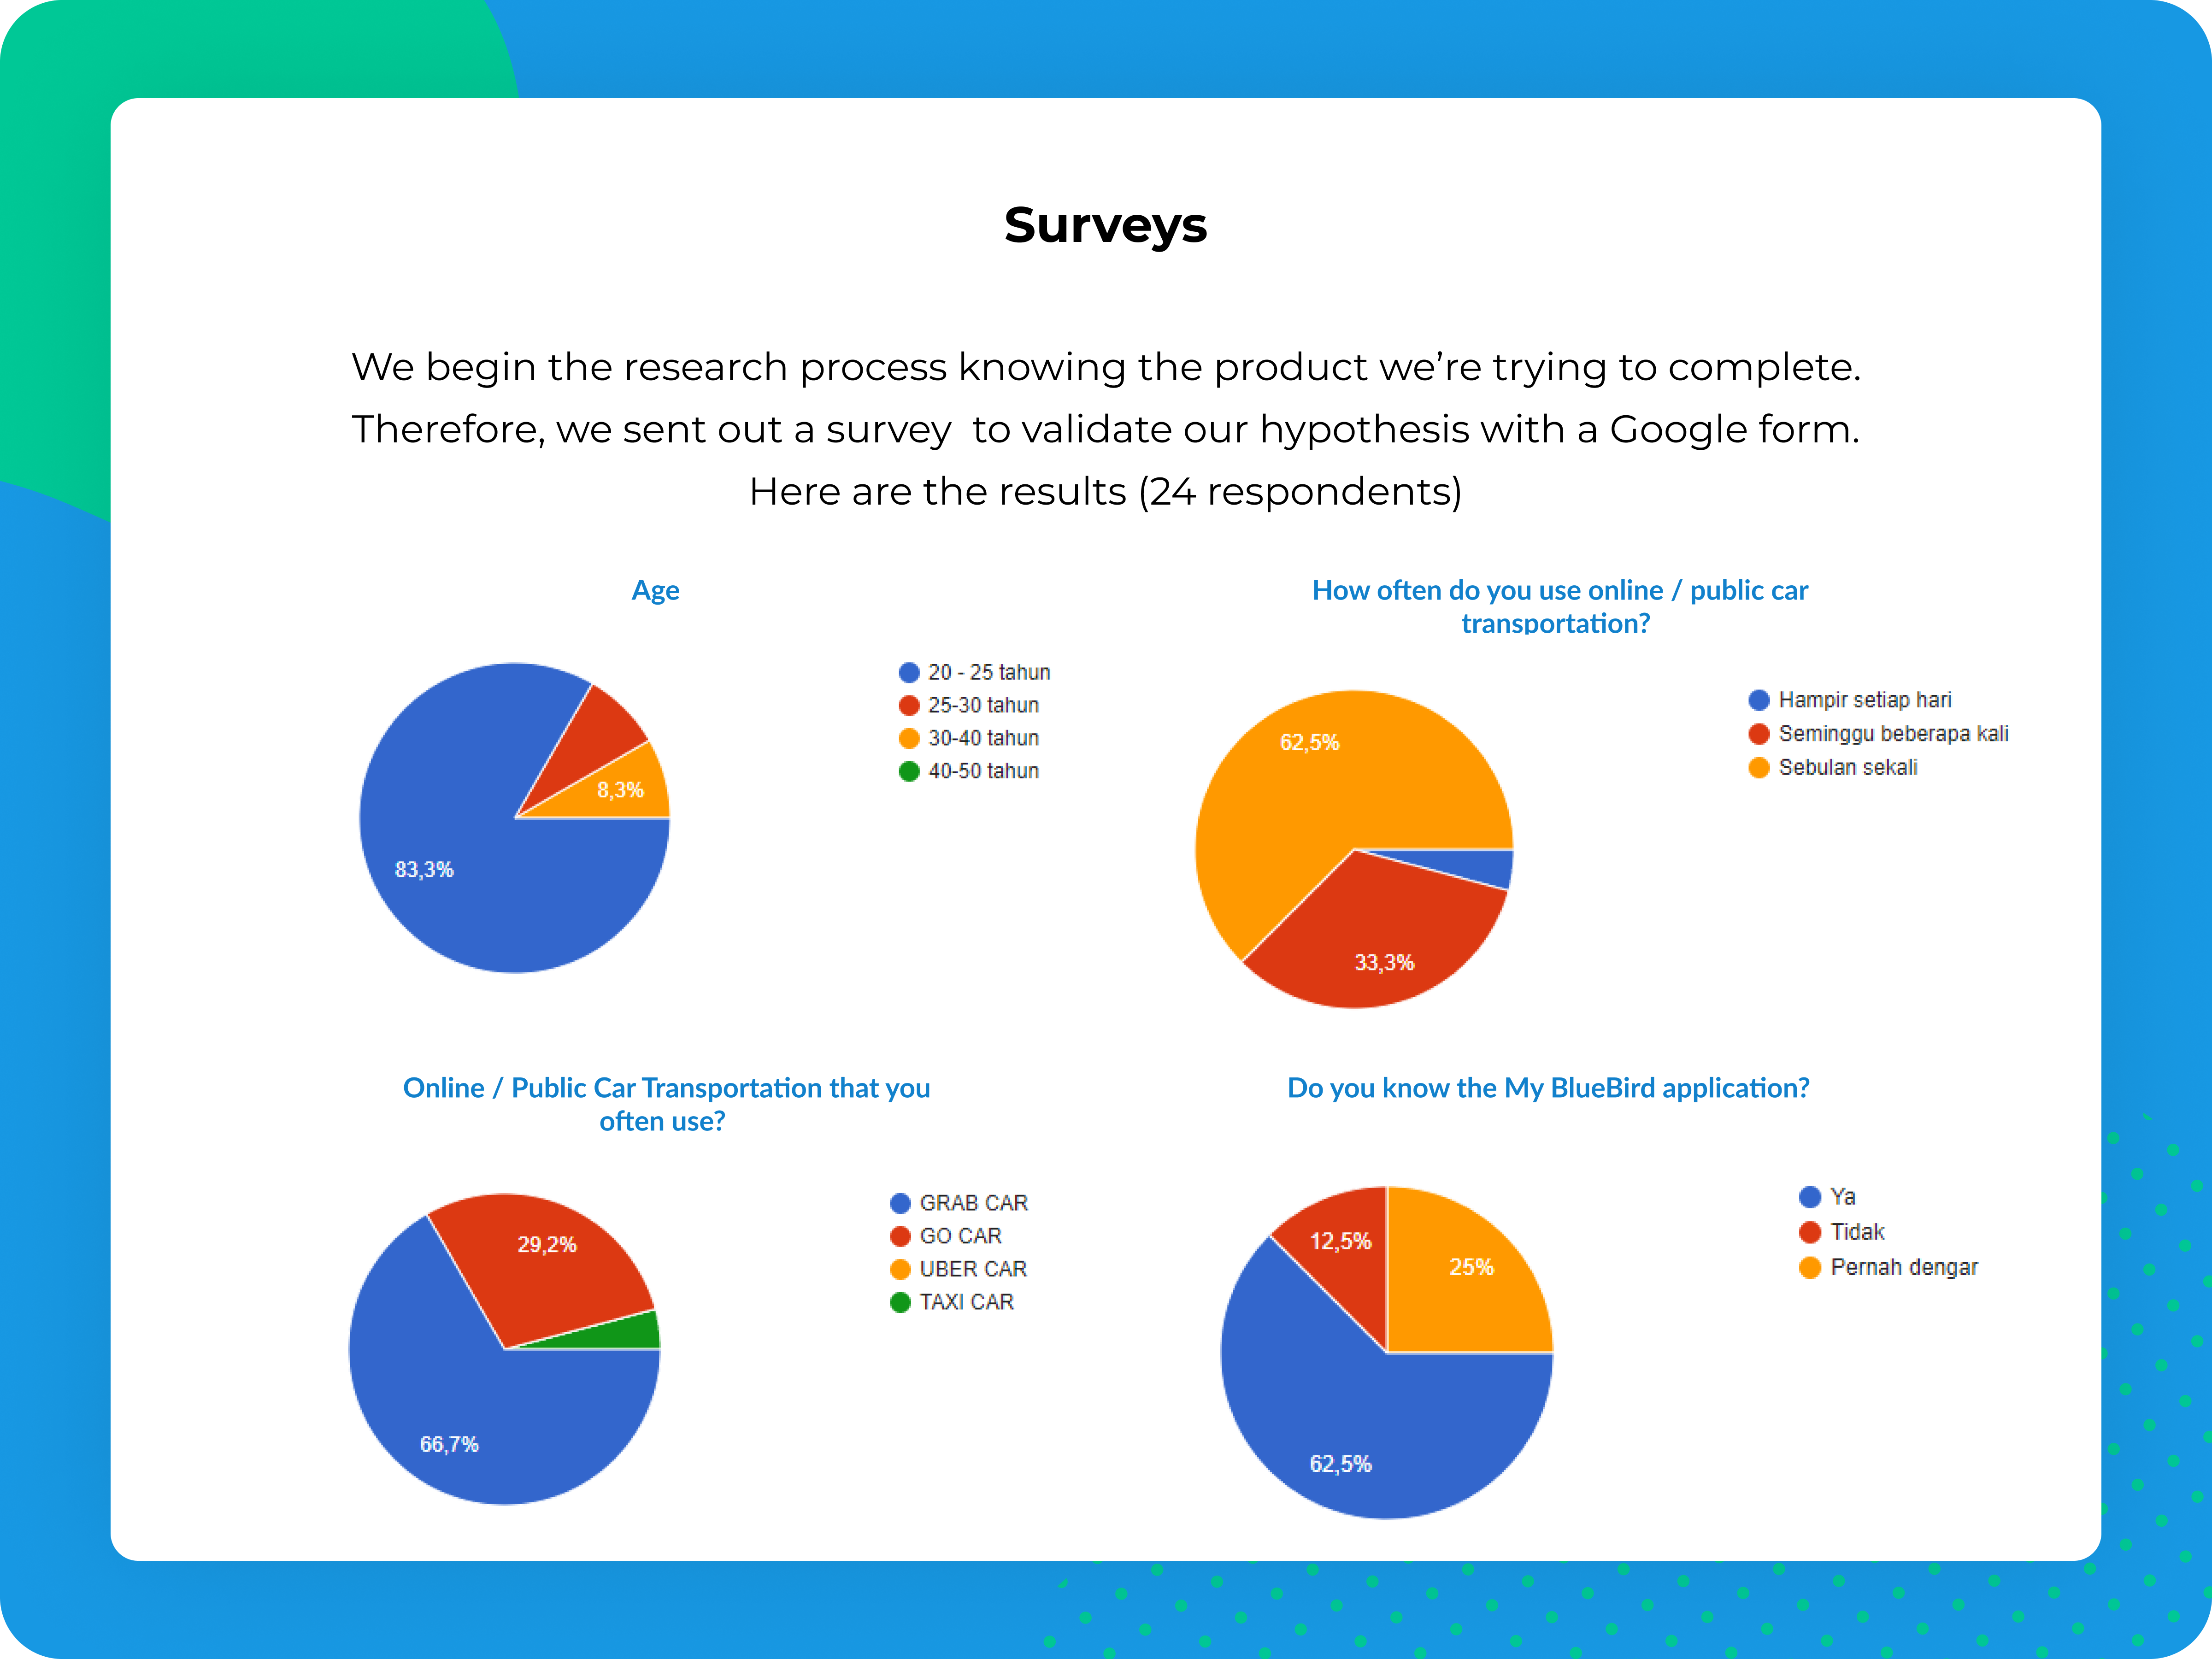 Surveys
We begin the research process knowing the product we’re trying to complete.
Therefore, we sent out a survey  to validate our hypothesis with a Google form.
Here are the results (24 respondents)
Age
83,3%
8,3%
20 - 25 tahun
25-30 tahun
30-40 tahun
40-50 tahun
How often do you use online / public car
transportation?
62,5%
33,3%
Hampir setiap hari
Seminggu beberapa kali
Sebulan sekali
Online / Public Car Transportation that you
often use?
29,2%
66,7%
GRAB CAR
GO CAR
UBER CAR
TAXI CAR
Do you know the My BlueBird application?
12,5%
25%
62,5%
Ya
Tidak
Pernah dengar